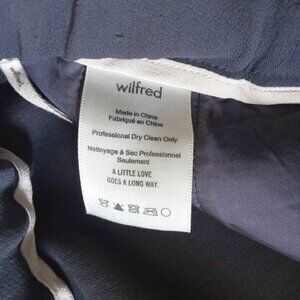 wilfred
Made in China
Fabriqué en Chine
Professional Dry Clean Only
Nettoyage à Sec Professionnel
Seulement
A LITTLE LOVE
GOES A LONG WAY.